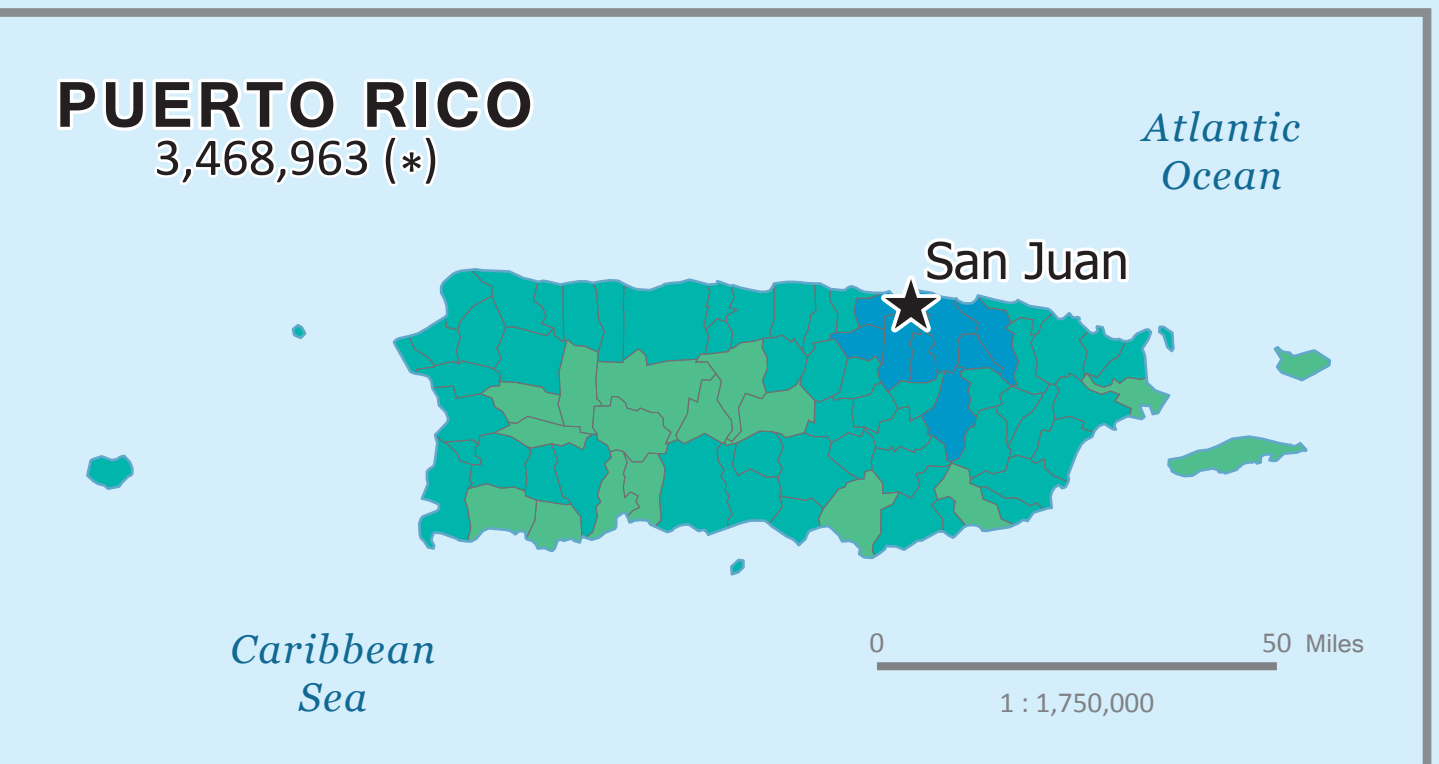 PUERTO RICO
3,468,963 (*)
Atlantic
Ocean
San Juan
Caribbean
Sea
0 50 Miles
1 : 1,750,000